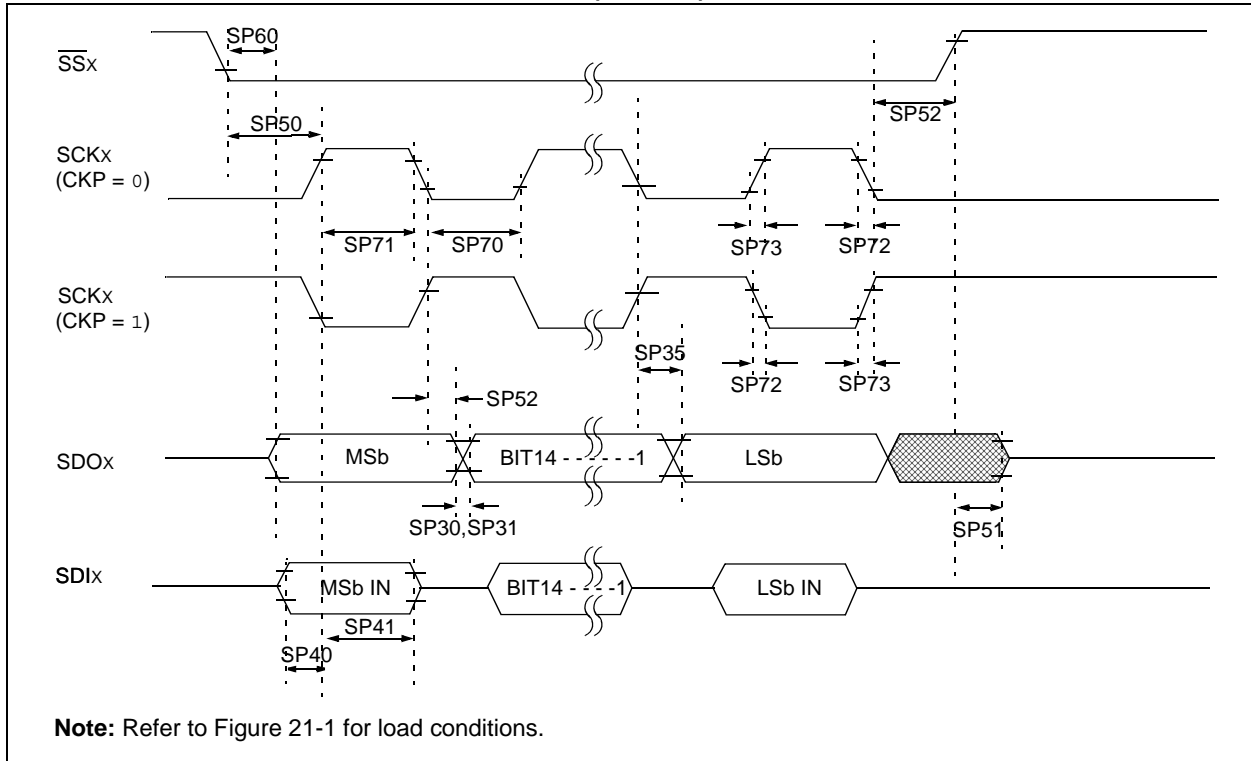 SP60
SSX
SP52
SP50
SCKX
(CKP = 0)
SP71
SP70
SP73
SP72
SCKX
(CKP = 1)
SP35
SP72
SP73
SP52
SDOX
MSb
BIT14 - - - - - -1
LSb
SP30,SP31
SP51
SDIX
MSb IN
BIT14 - - - -1
LSb IN
SP41
SP40
Note: Refer to Figure 21-1 for load conditions.